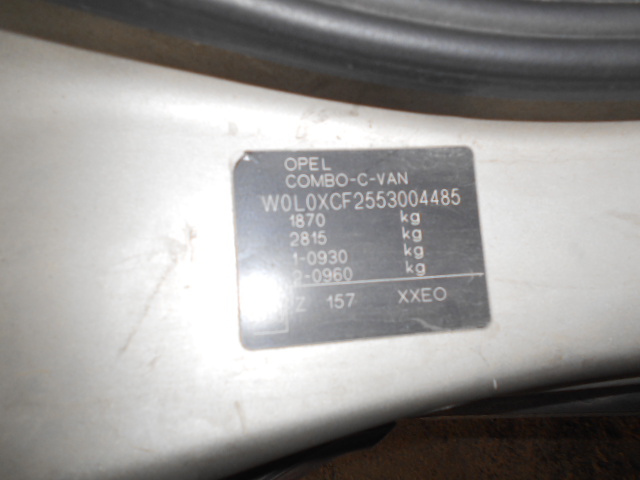 OPEL
COMBO-C-VAN
W0L0XCF2553004485
1870 kg
2815 kg
1-0930 kg
2-0960 kg
Z 157 XXEO